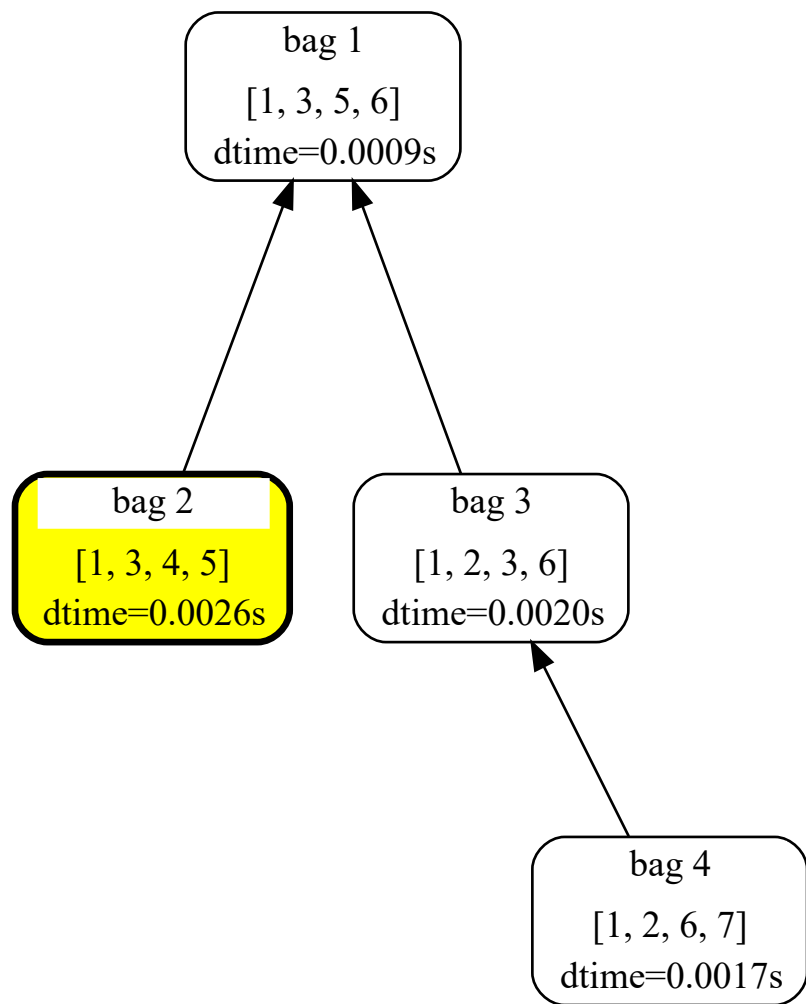 bag 1
[1, 3, 5, 6]
dtime=0.0009s
bag 2
[1, 3, 4, 5]
dtime=0.0026s
bag 3
[1, 2, 3, 6]
dtime=0.0020s
bag 4
[1, 2, 6, 7]
dtime=0.0017s